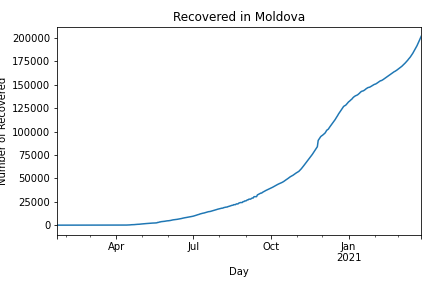 Recovered in Moldova
200000
175000
150000
125000
100000
75000
50000
25000
0
Number of Recovered
Apr
Jul
Oct
Jan
2021
Day